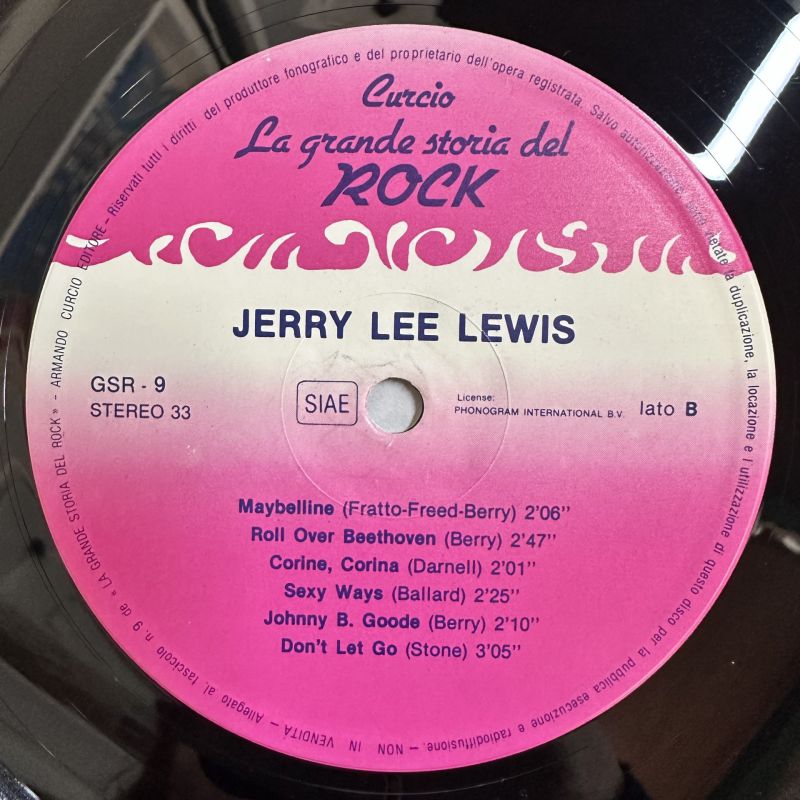 Curcio
La grande storia del
ROCK
JERRY LEE LEWIS
GSR - 9
STEREO 33
SIAE
License:
PHONOGRAM INTERNATIONAL B.V.
lato B
Maybelline (Fratto-Freed-Berry) 2'06''
Roll Over Beethoven (Berry) 2'47''
Corine, Corina (Darnell) 2'01''
Sexy Ways (Ballard) 2'25''
Johnny B. Goode (Berry) 2'10''
Don't Let Go (Stone) 3'05''
NON IN VENDITA - Allegato al fascicolo n. 9 de « LA GRANDE STORIA DEL ROCK » - ARMANDO CURCIO EDITORE - Riservati tutti i diritti del produttore fonografico e del proprietario dell'opera registrata. Salvo vietate la duplicazione, la locazione e l'utilizzazione di questo disco per la pubblica esecuzione e radiodiffusione. -